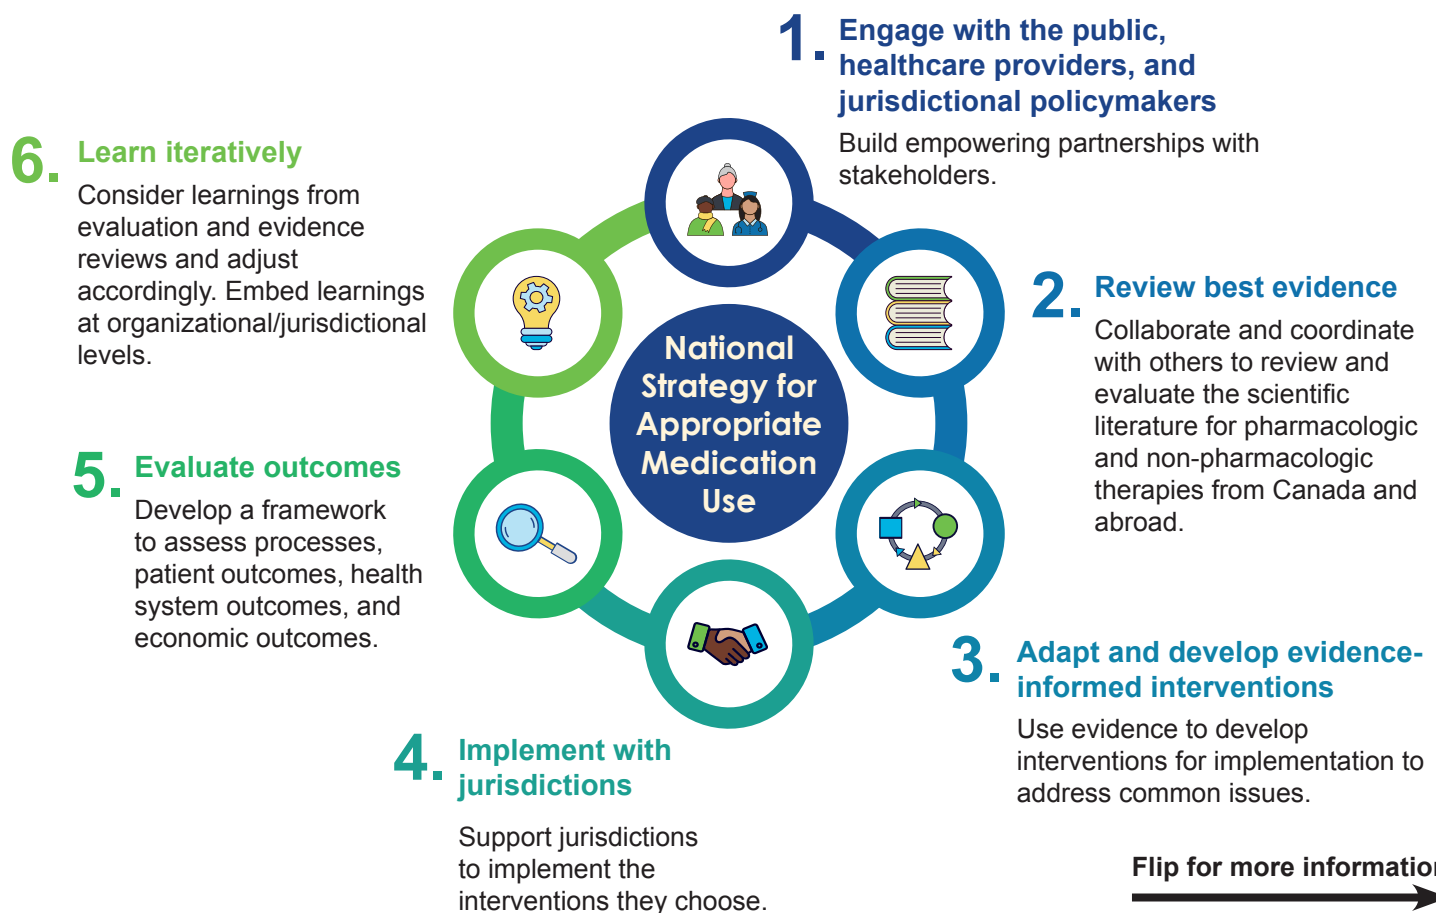 National
Strategy for
Appropriate
Medication
Use
1. Engage with the public,
healthcare providers, and
jurisdictional policymakers
Build empowering partnerships with
stakeholders.
2. Review best evidence
Collaborate and coordinate
with others to review and
evaluate the scientific
literature for pharmacologic
and non-pharmacologic
therapies from Canada and
abroad.
3. Adapt and develop evidence-
informed interventions
Use evidence to develop
interventions for implementation to
address common issues.
4. Implement with
jurisdictions
Support jurisdictions
to implement the
interventions they choose.
5. Evaluate outcomes
Develop a framework
to assess processes,
patient outcomes, health
system outcomes, and
economic outcomes.
6. Learn iteratively
Consider learnings from
evaluation and evidence
reviews and adjust
accordingly. Embed learnings
at organizational/jurisdictional
levels.
Flip for more information